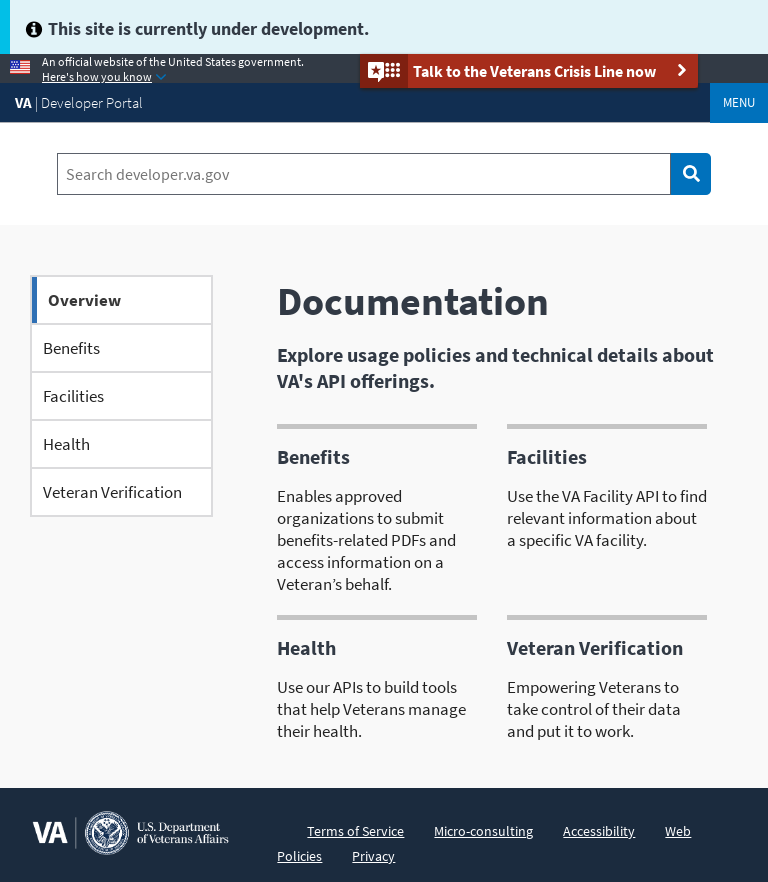 This site is currently under development.
An official website of the United States government.
Here's how you know
Talk to the Veterans Crisis Line now
VA | Developer Portal
MENU
Search developer.va.gov
Overview
Benefits
Facilities
Health
Veteran Verification
Documentation
Explore usage policies and technical details about
VA's API offerings.
Benefits
Enables approved
organizations to submit
benefits-related PDFs and
access information on a
Veteran’s behalf.
Facilities
Use the VA Facility API to find
relevant information about
a specific VA facility.
Health
Use our APIs to build tools
that help Veterans manage
their health.
Veteran Verification
Empowering Veterans to
take control of their data
and put it to work.
VA
U.S. Department
of Veterans Affairs
Terms of Service Micro-consulting Accessibility Web
Policies Privacy